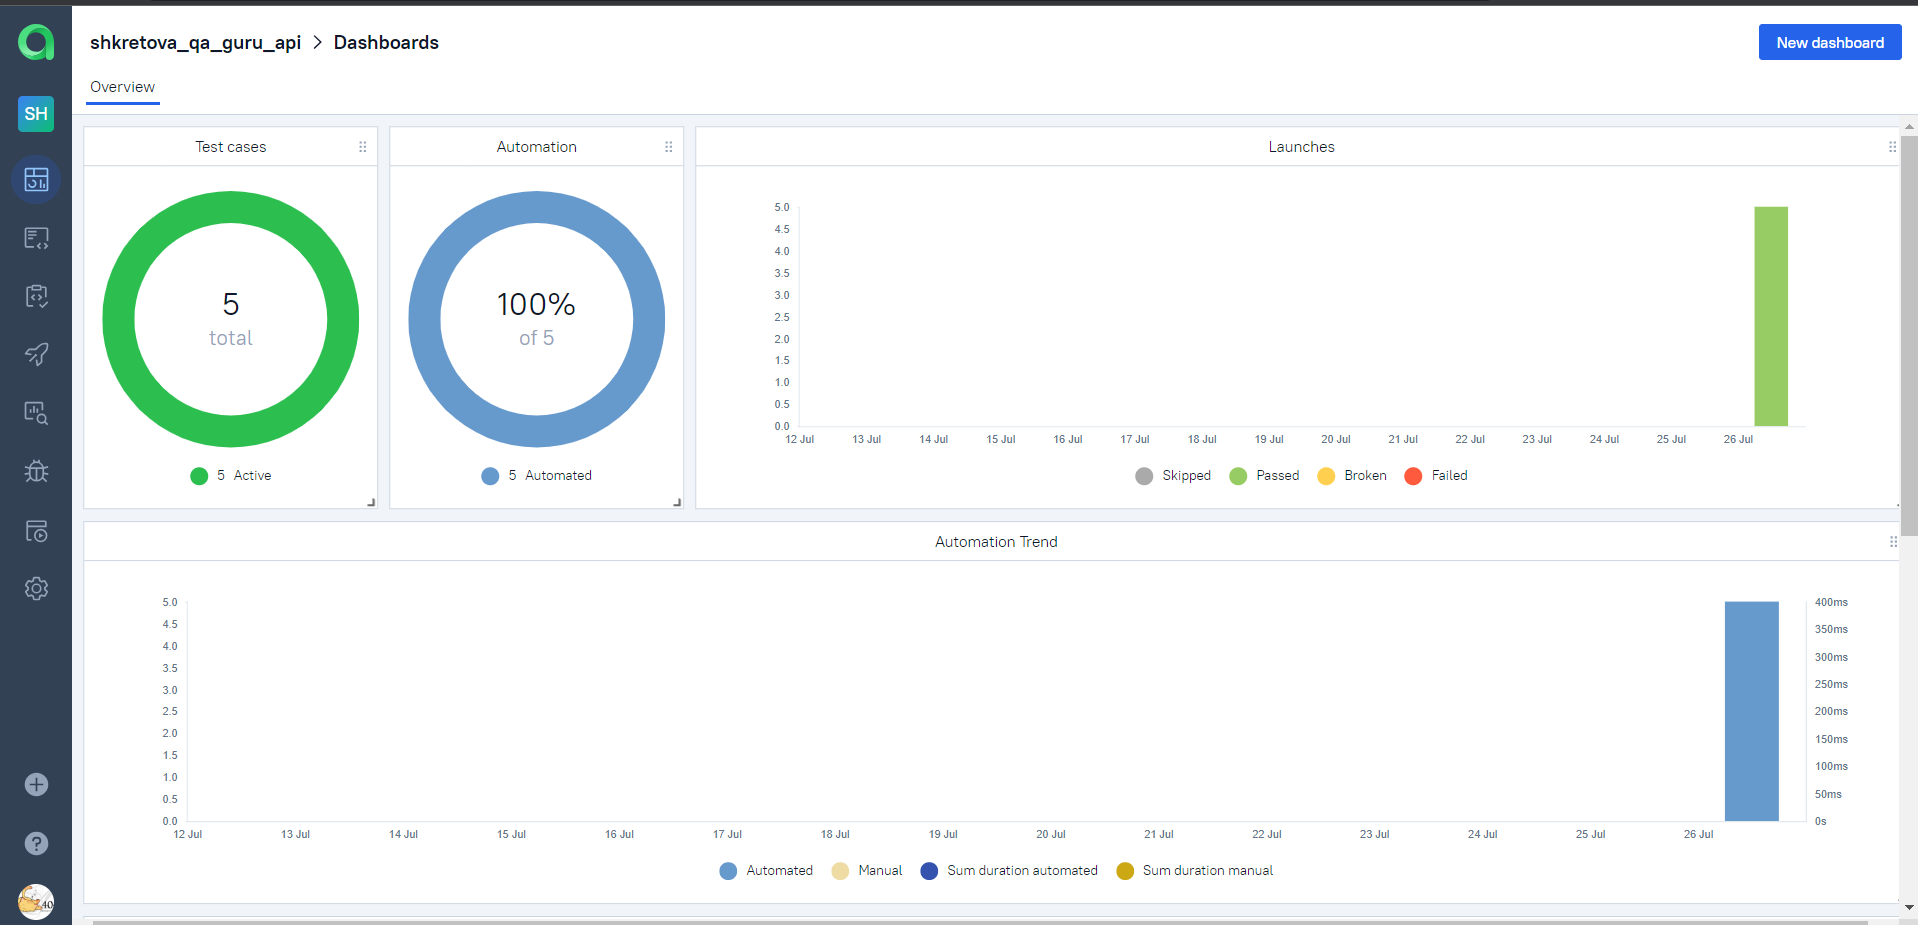 shkretova_qa_guru_api > Dashboards
New dashboard
Overview
SH
Test cases
5
total
5 Active
Automation
100%
of 5
5 Automated
Launches
5.0
4.5
4.0
3.5
3.0
2.5
2.0
1.5
1.0
0.5
0.0
12 Jul 13 Jul 14 Jul 15 Jul 16 Jul 17 Jul 18 Jul 19 Jul 20 Jul 21 Jul 22 Jul 23 Jul 24 Jul 25 Jul 26 Jul
Skipped Passed Broken Failed
Automation Trend
5.0
4.5
4.0
3.5
3.0
2.5
2.0
1.5
1.0
0.5
0.0
400ms
350ms
300ms
250ms
200ms
150ms
100ms
50ms
0s
12 Jul 13 Jul 14 Jul 15 Jul 16 Jul 17 Jul 18 Jul 19 Jul 20 Jul 21 Jul 22 Jul 23 Jul 24 Jul 25 Jul 26 Jul
Automated Manual Sum duration automated Sum duration manual
?
40